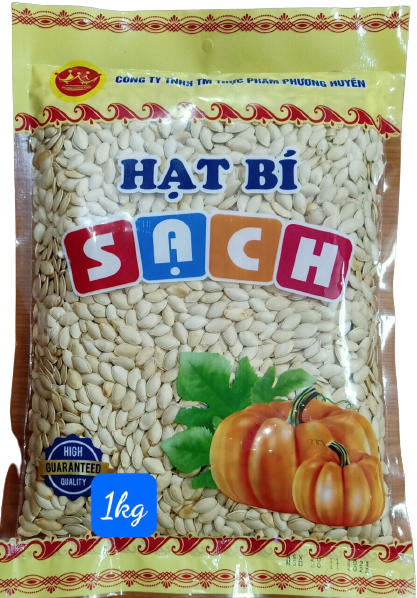 CÔNG TY TNHH TM THỰC PHẨM PHƯƠNG HUYỀN
HẠT BÍ
SẠCH
HIGH
GUARANTEED
QUALITY
1kg